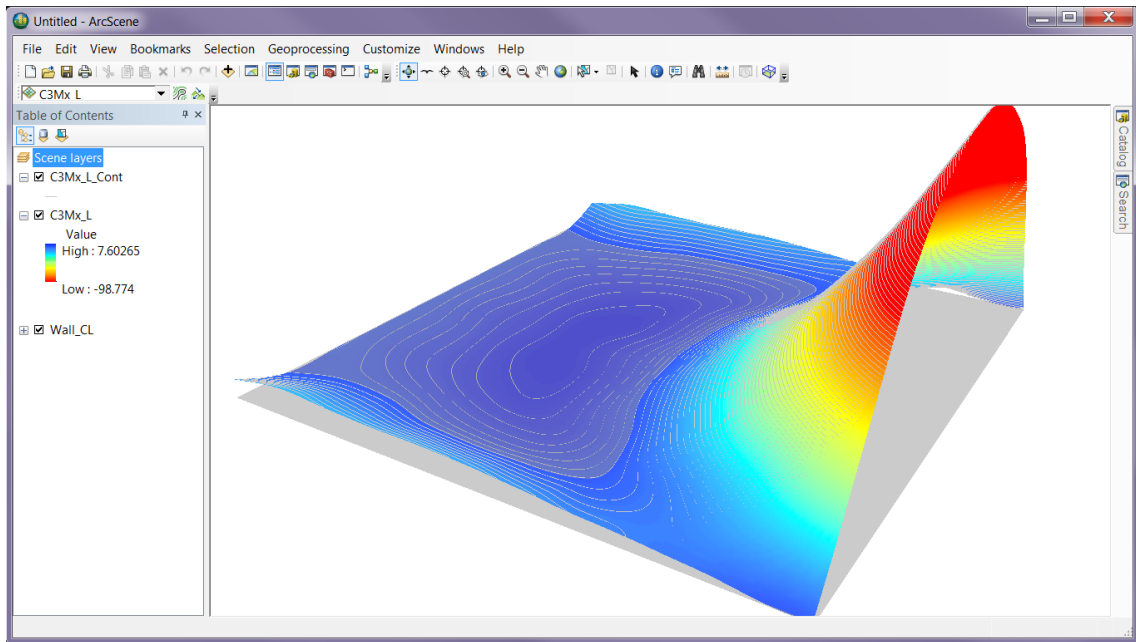 Untitled - ArcScene
File Edit View Bookmarks Selection Geoprocessing Customize Windows Help
C3Mx_L
Table of Contents
Scene layers
C3Mx_L_Cont
C3Mx_L
Value
High : 7.60265
Low : -98.774
Wall_CL
Catalog
Search